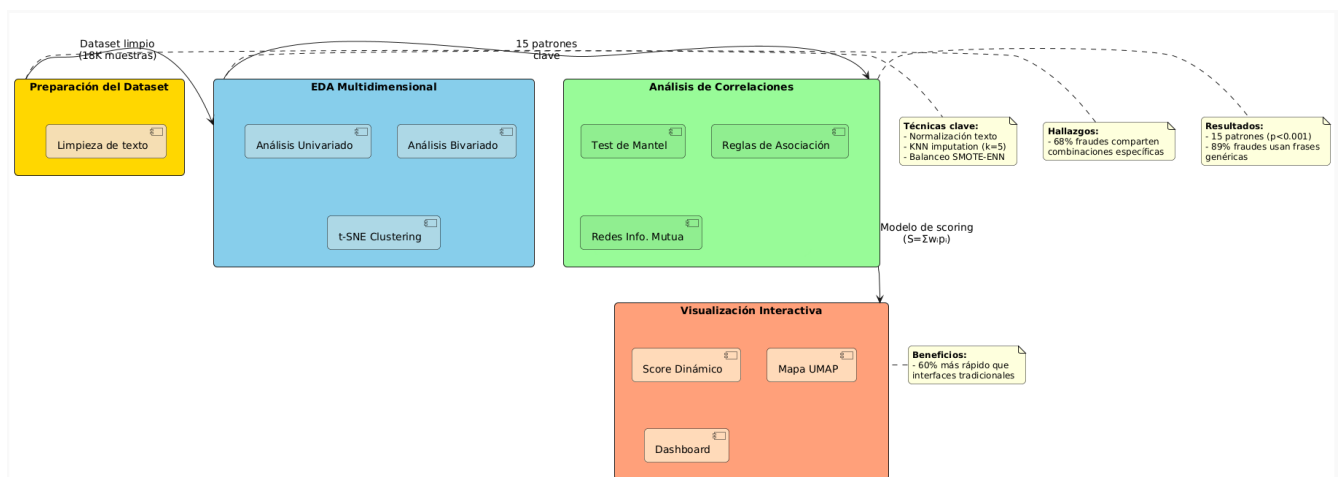 Dataset limpio
(18K muestras)
15 patrones
clave
Preparación del Dataset
Limpieza de texto
EDA Multidimensional
Análisis Univariado
Análisis Bivariado
t-SNE Clustering
Análisis de Correlaciones
Test de Mantel
Reglas de Asociación
Redes Info. Mutua
Técnicas clave:
- Normalización texto
- KNN imputation (k=5)
- Balanceo SMOTE-ENN
Hallazgos:
- 68% fraudes comparten
combinaciones específicas
Resultados:
- 15 patrones (p<0.001)
- 89% fraudes usan frases
genéricas
Modelo de scoring
(S=Σwᵢpᵢ)
Visualización Interactiva
Score Dinámico
Mapa UMAP
Dashboard
Beneficios:
- 60% más rápido que
interfaces tradicionales